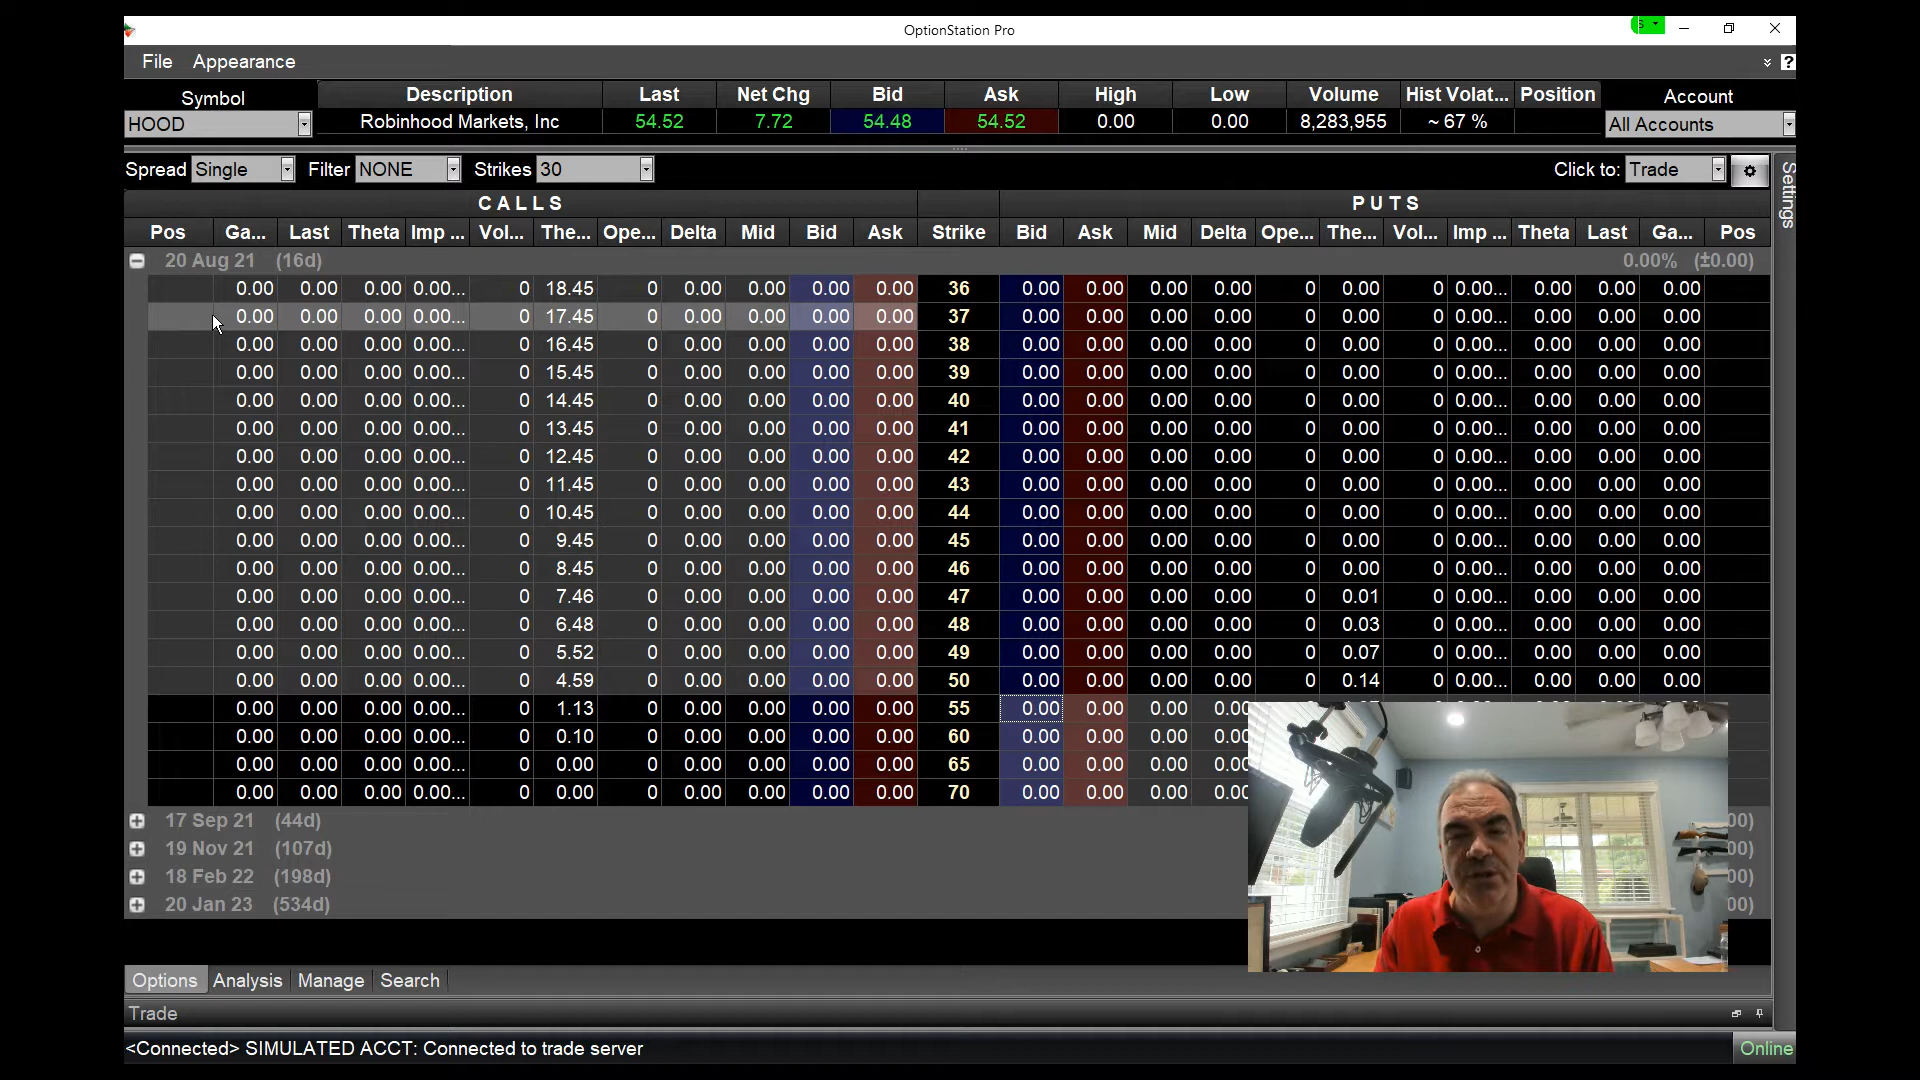 OptionStation Pro
s
File Appearance ?
Symbol Description Last Net Chg Bid Ask High Low Volume Hist Volat... Position Account
HOOD Robinhood Markets, Inc 54.52 7.72 54.48 54.52 0.00 0.00 8,283,955 ~ 67 % All Accounts
Spread Single Filter NONE Strikes 30 Click to: Trade Settings
CALLS PUTS
Pos Ga... Last Theta Imp ... Vol... The... Ope... Delta Mid Bid Ask Strike Bid Ask Mid Delta Ope... The... Vol... Imp ... Theta Last Ga... Pos
20 Aug 21 (16d) 0.00% (±0.00)
0.00 0.00 0.00 0.00... 0 18.45 0 0.00 0.00 0.00 0.00 36 0.00 0.00 0.00 0.00 0 0.00 0 0.00... 0.00 0.00 0.00
0.00 0.00 0.00 0.00... 0 17.45 0 0.00 0.00 0.00 0.00 37 0.00 0.00 0.00 0.00 0 0.00 0 0.00... 0.00 0.00 0.00
0.00 0.00 0.00 0.00... 0 16.45 0 0.00 0.00 0.00 0.00 38 0.00 0.00 0.00 0.00 0 0.00 0 0.00... 0.00 0.00 0.00
0.00 0.00 0.00 0.00... 0 15.45 0 0.00 0.00 0.00 0.00 39 0.00 0.00 0.00 0.00 0 0.00 0 0.00... 0.00 0.00 0.00
0.00 0.00 0.00 0.00... 0 14.45 0 0.00 0.00 0.00 0.00 40 0.00 0.00 0.00 0.00 0 0.00 0 0.00... 0.00 0.00 0.00
0.00 0.00 0.00 0.00... 0 13.45 0 0.00 0.00 0.00 0.00 41 0.00 0.00 0.00 0.00 0 0.00 0 0.00... 0.00 0.00 0.00
0.00 0.00 0.00 0.00... 0 12.45 0 0.00 0.00 0.00 0.00 42 0.00 0.00 0.00 0.00 0 0.00 0 0.00... 0.00 0.00 0.00
0.00 0.00 0.00 0.00... 0 11.45 0 0.00 0.00 0.00 0.00 43 0.00 0.00 0.00 0.00 0 0.00 0 0.00... 0.00 0.00 0.00
0.00 0.00 0.00 0.00... 0 10.45 0 0.00 0.00 0.00 0.00 44 0.00 0.00 0.00 0.00 0 0.00 0 0.00... 0.00 0.00 0.00
0.00 0.00 0.00 0.00... 0 9.45 0 0.00 0.00 0.00 0.00 45 0.00 0.00 0.00 0.00 0 0.00 0 0.00... 0.00 0.00 0.00
0.00 0.00 0.00 0.00... 0 8.45 0 0.00 0.00 0.00 0.00 46 0.00 0.00 0.00 0.00 0 0.00 0 0.00... 0.00 0.00 0.00
0.00 0.00 0.00 0.00... 0 7.46 0 0.00 0.00 0.00 0.00 47 0.00 0.00 0.00 0.00 0 0.01 0 0.00... 0.00 0.00 0.00
0.00 0.00 0.00 0.00... 0 6.48 0 0.00 0.00 0.00 0.00 48 0.00 0.00 0.00 0.00 0 0.03 0 0.00... 0.00 0.00 0.00
0.00 0.00 0.00 0.00... 0 5.52 0 0.00 0.00 0.00 0.00 49 0.00 0.00 0.00 0.00 0 0.07 0 0.00... 0.00 0.00 0.00
0.00 0.00 0.00 0.00... 0 4.59 0 0.00 0.00 0.00 0.00 50 0.00 0.00 0.00 0.00 0 0.14 0 0.00... 0.00 0.00 0.00
0.00 0.00 0.00 0.00... 0 1.13 0 0.00 0.00 0.00 0.00 55 0.00 0.00 0.00 0.00
0.00 0.00 0.00 0.00... 0 0.10 0 0.00 0.00 0.00 0.00 60 0.00 0.00 0.00 0.00
0.00 0.00 0.00 0.00... 0 0.00 0 0.00 0.00 0.00 0.00 65 0.00 0.00 0.00 0.00
0.00 0.00 0.00 0.00... 0 0.00 0 0.00 0.00 0.00 0.00 70 0.00 0.00 0.00 0.00
17 Sep 21 (44d) 00)
19 Nov 21 (107d) 00)
18 Feb 22 (198d) 00)
20 Jan 23 (534d) 00)
Options Analysis Manage Search
Trade
<Connected> SIMULATED ACCT: Connected to trade server Online